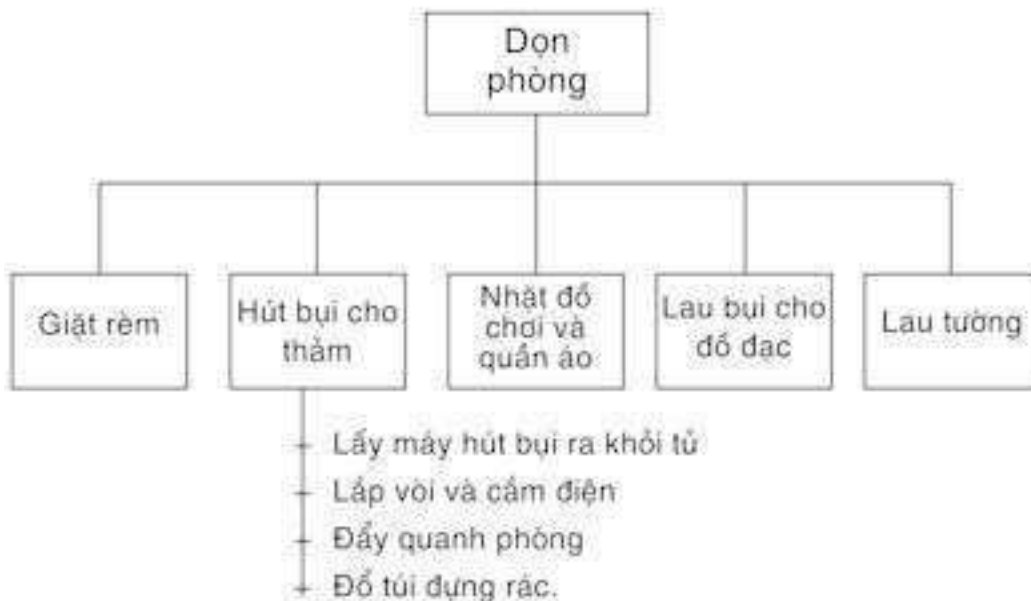 Dọn
phòng
Giặt rèm
Hút bụi cho
thảm
Nhặt đồ
chơi và
quần áo
Lau bụi cho
đồ đạc
Lau tường
Lấy máy hút bụi ra khỏi tủ
Lắp vòi và cắm điện
Đẩy quanh phòng
Đổ túi đựng rác.